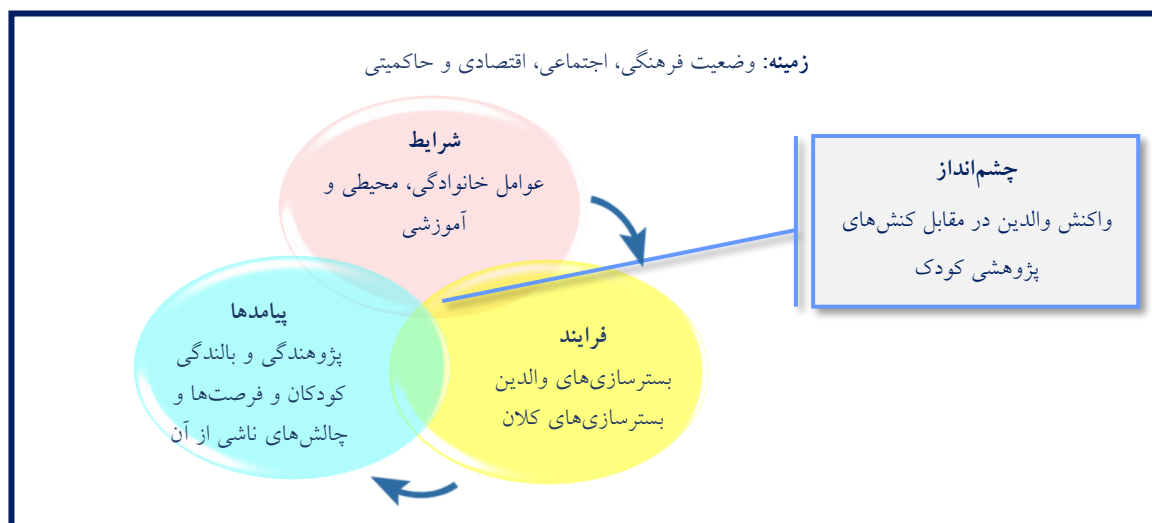 زمینه: وضعیت فرهنگی، اجتماعی، اقتصادی و حاکمیتی
شرایط
عوامل خانوادگی، محیطی و
آموزشی
چشم‌انداز
واکنش والدین در مقابل کنش‌های
پژوهشی کودک
فرایند
بسترسازی‌های والدین
بسترسازی‌های کلان
پیامدها
پژوهندگی و بالندگی
کودکان و فرصت‌ها و
چالش‌های ناشی از آن